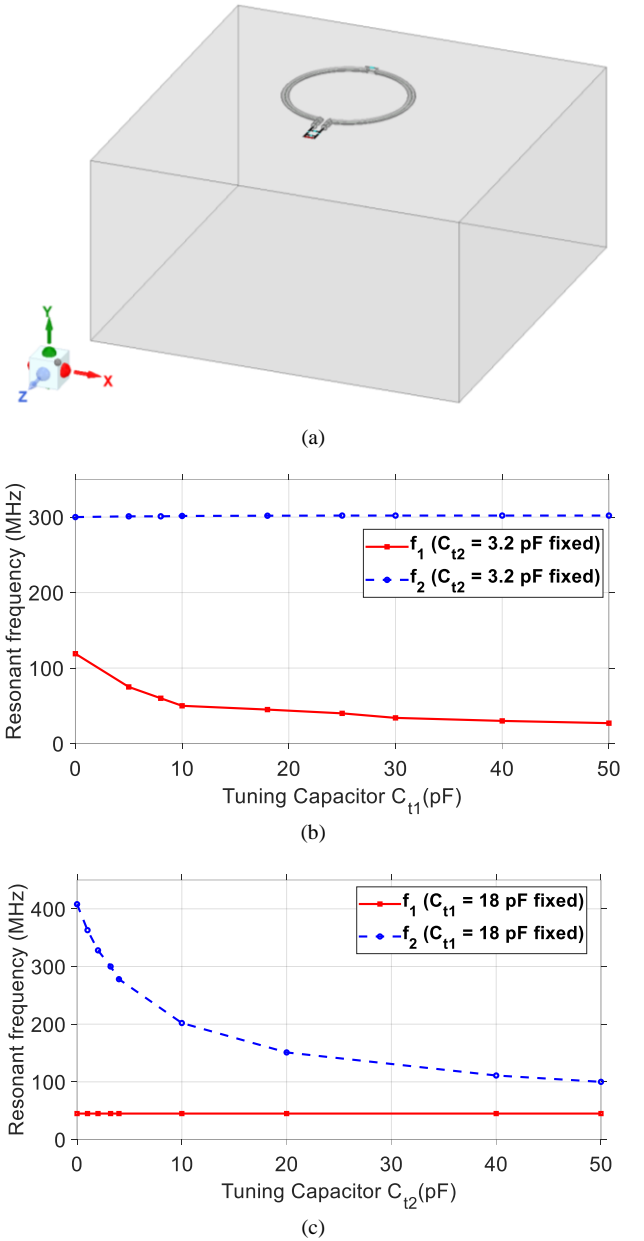 Y
X
Z
(a)
Resonant frequency (MHz)
300
200
100
0
f1 (Ct2 = 3.2 pF fixed)
f2 (Ct2 = 3.2 pF fixed)
0 10 20 30 40 50
Tuning Capacitor Ct1(pF)
(b)
Resonant frequency (MHz)
400
300
200
100
0
f1 (Ct1 = 18 pF fixed)
f2 (Ct1 = 18 pF fixed)
0 10 20 30 40 50
Tuning Capacitor Ct2(pF)
(c)